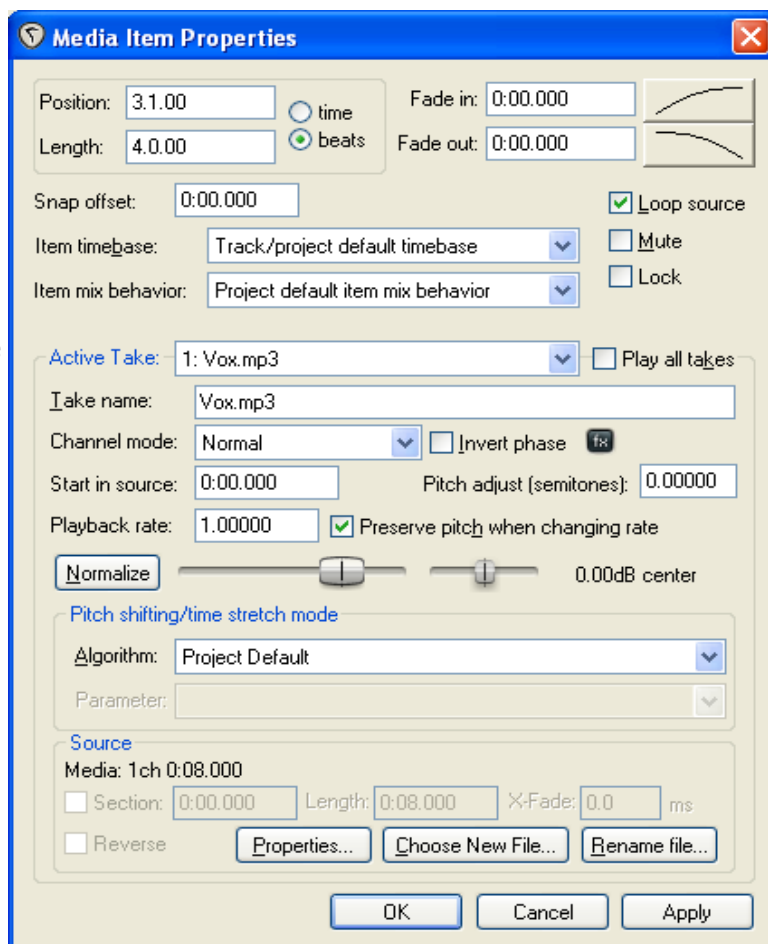 Media Item Properties
Position: 3.1.00 time Fade in: 0:00.000
Length: 4.0.00 beats Fade out: 0:00.000
Snap offset: 0:00.000 Loop source
Item timebase: Track/project default timebase Mute
Item mix behavior: Project default item mix behavior Lock
Active Take: 1: Vox.mp3 Play all takes
Take name: Vox.mp3
Channel mode: Normal Invert phase fx
Start in source: 0:00.000 Pitch adjust (semitones): 0.00000
Playback rate: 1.00000 Preserve pitch when changing rate
Normalize 0.00dB center
Pitch shifting/time stretch mode
Algorithm: Project Default
Parameter:
Source
Media: 1ch 0:08.000
Section: 0:00.000 Length: 0:08.000 X-Fade: 0.0 ms
Reverse Properties... Choose New File... Rename file...
OK Cancel Apply